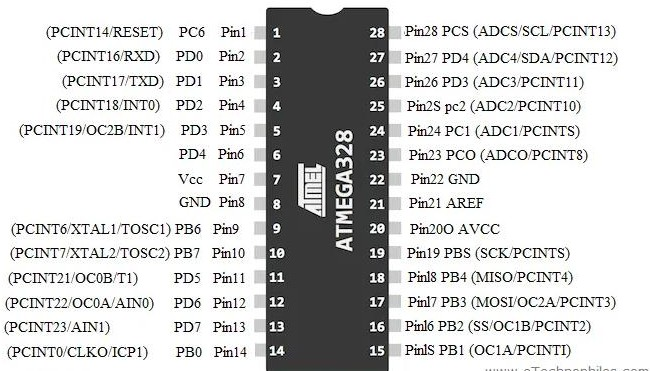 (PCINT14/RESET) PC6 Pin1 1 28 Pin28 PCS (ADCS/SCL/PCINT13)
(PCINT16/RXD) PD0 Pin2 2 27 Pin27 PD4 (ADC4/SDA/PCINT12)
(PCINT17/TXD) PD1 Pin3 3 26 Pin26 PD3 (ADC3/PCINT11)
(PCINT18/INT0) PD2 Pin4 4 25 Pin2S pc2 (ADC2/PCINT10)
(PCINT19/OC2B/INT1) PD3 Pin5 5 24 Pin24 PC1 (ADC1/PCINTS)
PD4 Pin6 6 23 Pin23 PCO (ADCO/PCINT8)
Vcc Pin7 7 22 Pin22 GND
GND Pin8 8 21 Pin21 AREF
(PCINT6/XTAL1/TOSC1) PB6 Pin9 9 20 Pin20O AVCC
(PCINT7/XTAL2/TOSC2) PB7 Pin10 10 19 Pin19 PBS (SCK/PCINTS)
(PCINT21/OC0B/T1) PD5 Pin11 11 18 Pinl8 PB4 (MISO/PCINT4)
(PCINT22/OC0A/AIN0) PD6 Pin12 12 17 Pinl7 PB3 (MOSI/OC2A/PCINT3)
(PCINT23/AIN1) PD7 Pin13 13 16 Pinl6 PB2 (SS/OC1B/PCINT2)
(PCINT0/CLKO/ICP1) PB0 Pin14 14 15 PinlS PB1 (OC1A/PCINTI)
ATMEL
ATMEGA328